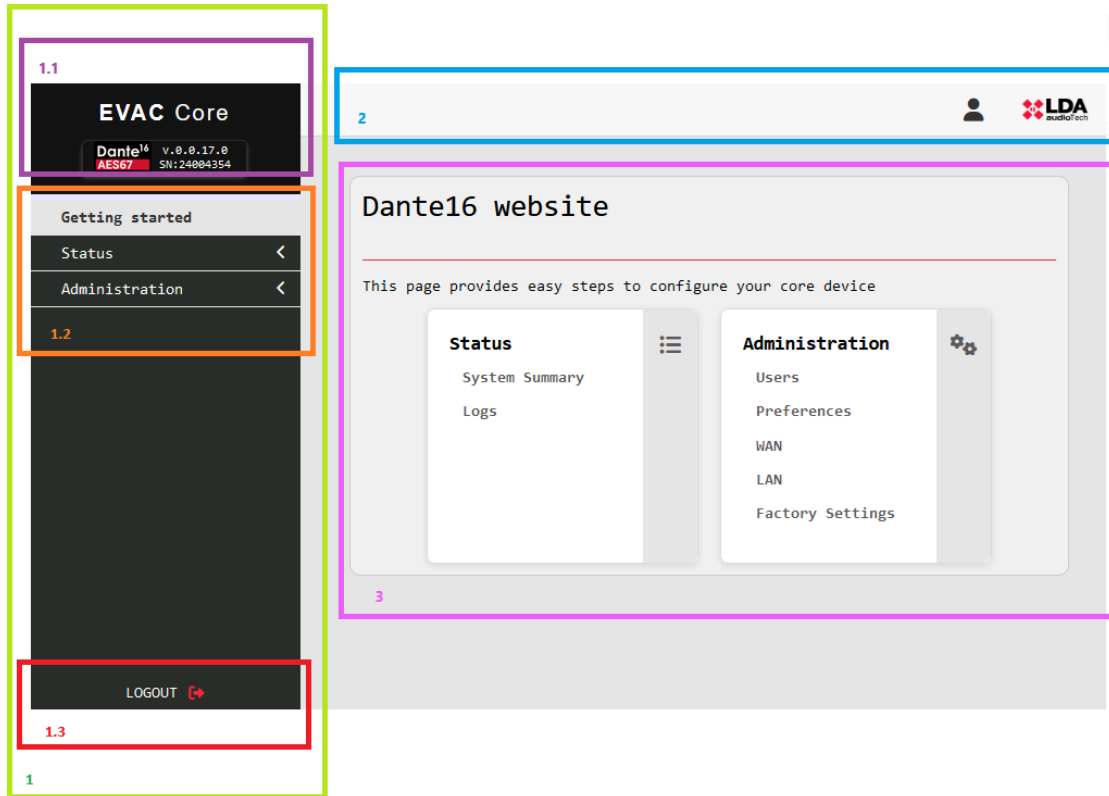 1.1
EVAC Core
Dante16 v.0.0.17.0
AES67 SN:24004354
Getting started
Status
Administration
1.2
LOGOUT
1.3
1
2
LDA
audioTech
Dante16 website
This page provides easy steps to configure your core device
Status
System Summary
Logs
Administration
Users
Preferences
WAN
LAN
Factory Settings
3